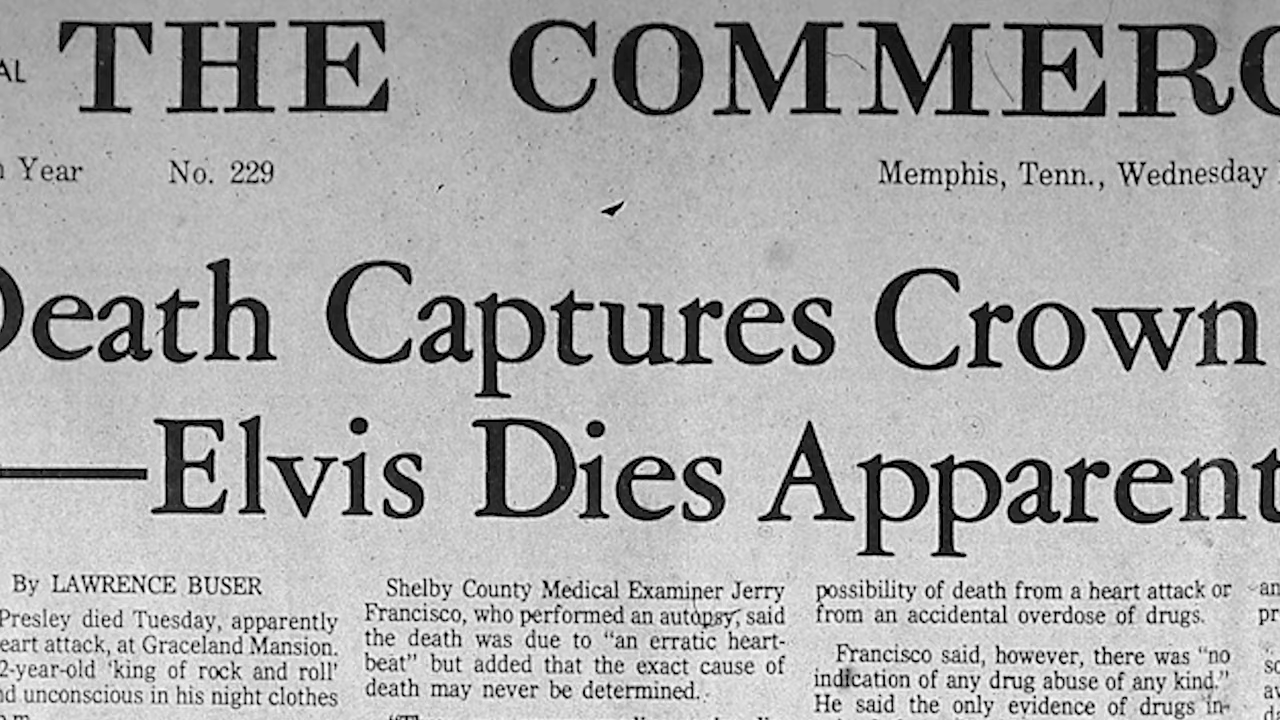 AL THE COMMERC
Year No. 229 Memphis, Tenn., Wednesday
Death Captures Crown
—Elvis Dies Apparent
By LAWRENCE BUSER
Presley died Tuesday, apparently
eart attack, at Graceland Mansion.
2-year-old 'king of rock and roll'
nd unconscious in his night clothes
Shelby County Medical Examiner Jerry
Francisco, who performed an autopsy, said
the death was due to "an erratic heart-
beat" but added that the exact cause of
death may never be determined.
possibility of death from a heart attack or
from an accidental overdose of drugs.
Francisco said, however, there was "no
indication of any drug abuse of any kind."
He said the only evidence of drugs in-
an
pr